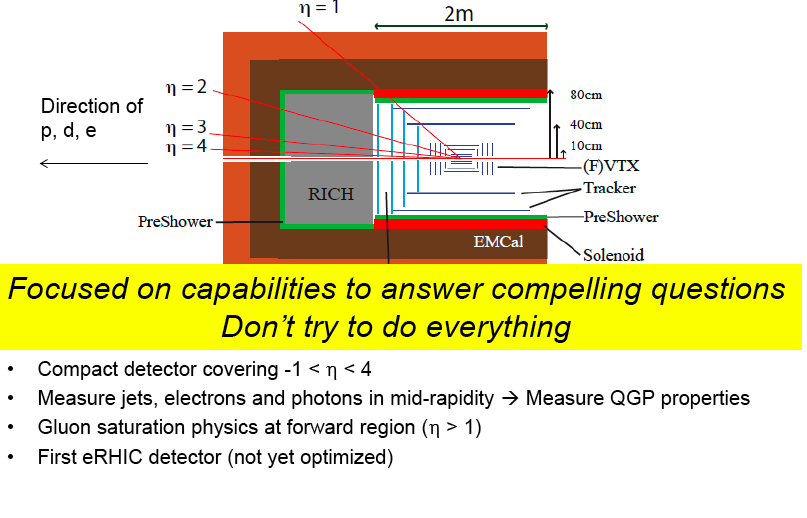 η = 1
2m
η = 2
Direction of
p, d, e
η = 3
η = 4
80cm
40cm
10cm
(F)VTX
Tracker
RICH
PreShower
PreShower
EMCal
Solenoid
Focused on capabilities to answer compelling questions
Don't try to do everything
• Compact detector covering -1 < η < 4
• Measure jets, electrons and photons in mid-rapidity → Measure QGP properties
• Gluon saturation physics at forward region (η > 1)
• First eRHIC detector (not yet optimized)